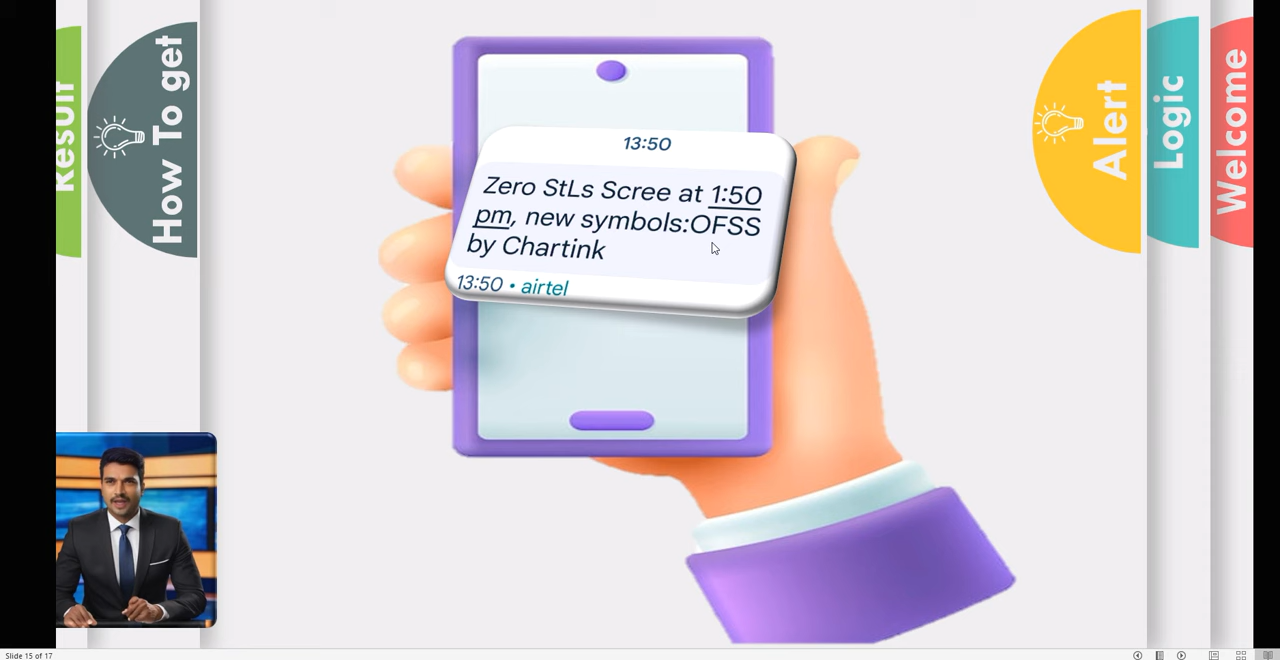 Result
How To get
13:50
Zero StLs Scree at 1:50
pm, new symbols:OFSS
by Chartink
13:50 • airtel
Alert
Logic
Welcome
Slide 15 of 17